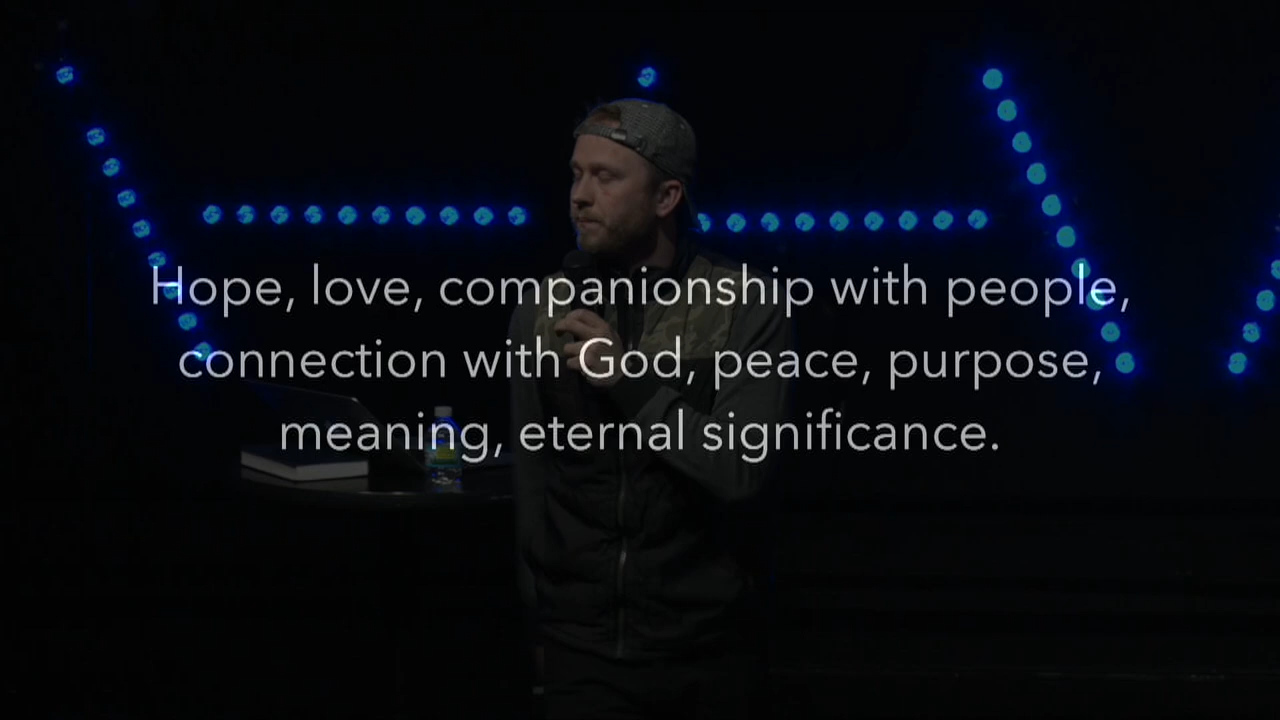 Hope, love, companionship with people,
connection with God, peace, purpose,
meaning, eternal significance.